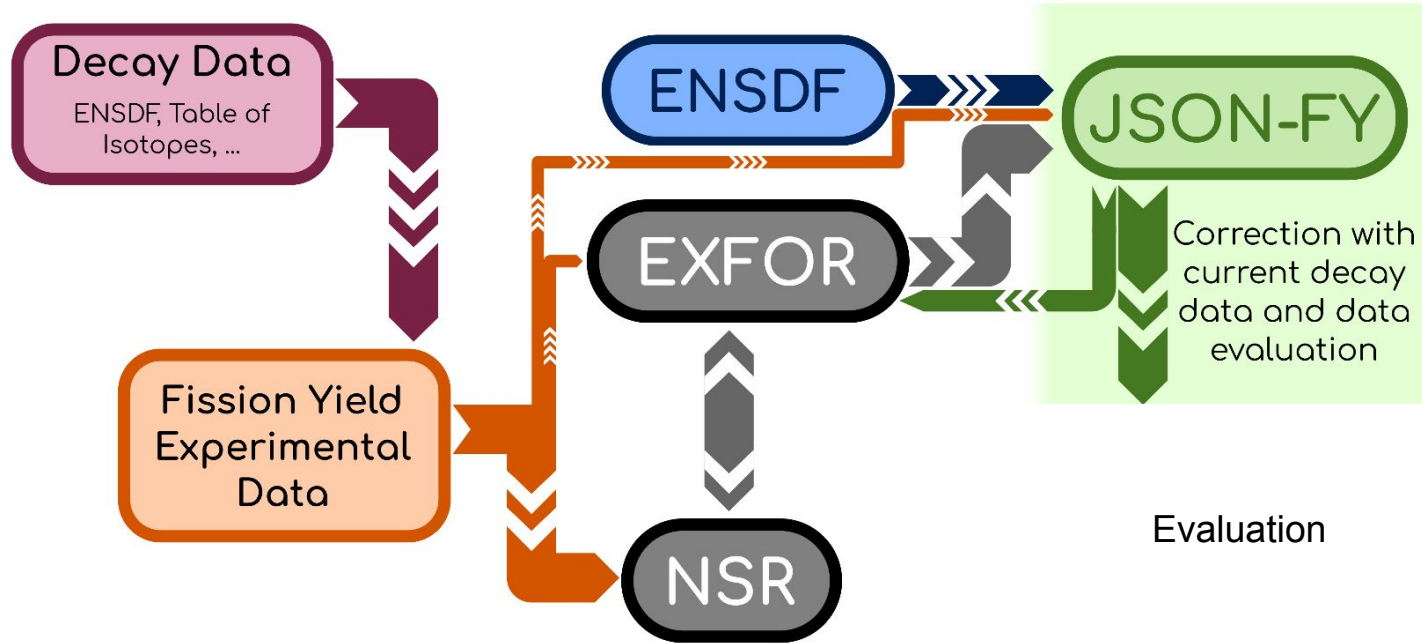 Decay Data
ENSDF, Table of
Isotopes, ...
ENSDF
JSON-FY
EXFOR
Correction with
current decay
data and data
evaluation
Fission Yield
Experimental
Data
NSR
Evaluation